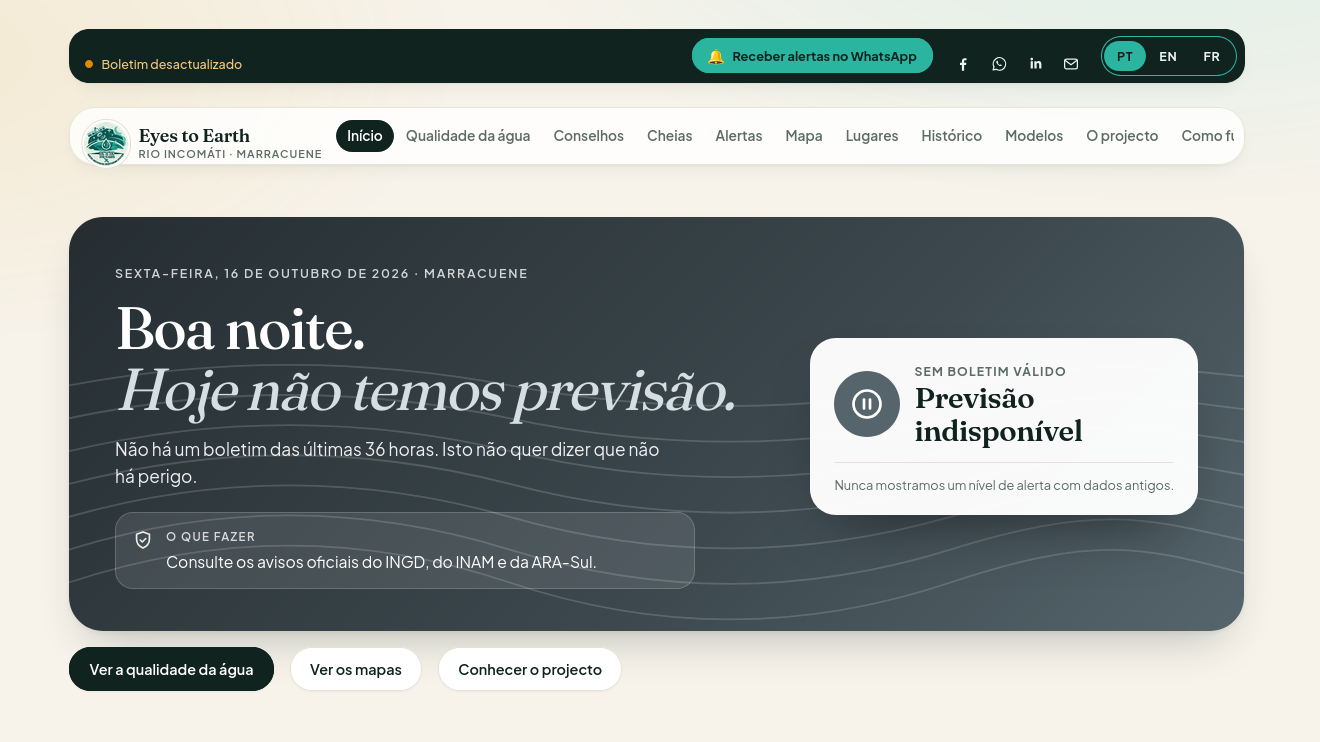 Boletim desactualizado
Receber alertas no WhatsApp
PT EN FR
Eyes to Earth
RIO INCOMÁTI · MARRACUENE
Início Qualidade da água Conselhos Cheias Alertas Mapa Lugares Histórico Modelos O projecto Como fu
SEXTA-FEIRA, 16 DE OUTUBRO DE 2026 · MARRACUENE
Boa noite.
Hoje não temos previsão.
Não há um boletim das últimas 36 horas. Isto não quer dizer que não
há perigo.
O QUE FAZER
Consulte os avisos oficiais do INGD, do INAM e da ARA-Sul.
SEM BOLETIM VÁLIDO
Previsão
indisponível
Nunca mostramos um nível de alerta com dados antigos.
Ver a qualidade da água Ver os mapas Conhecer o projecto